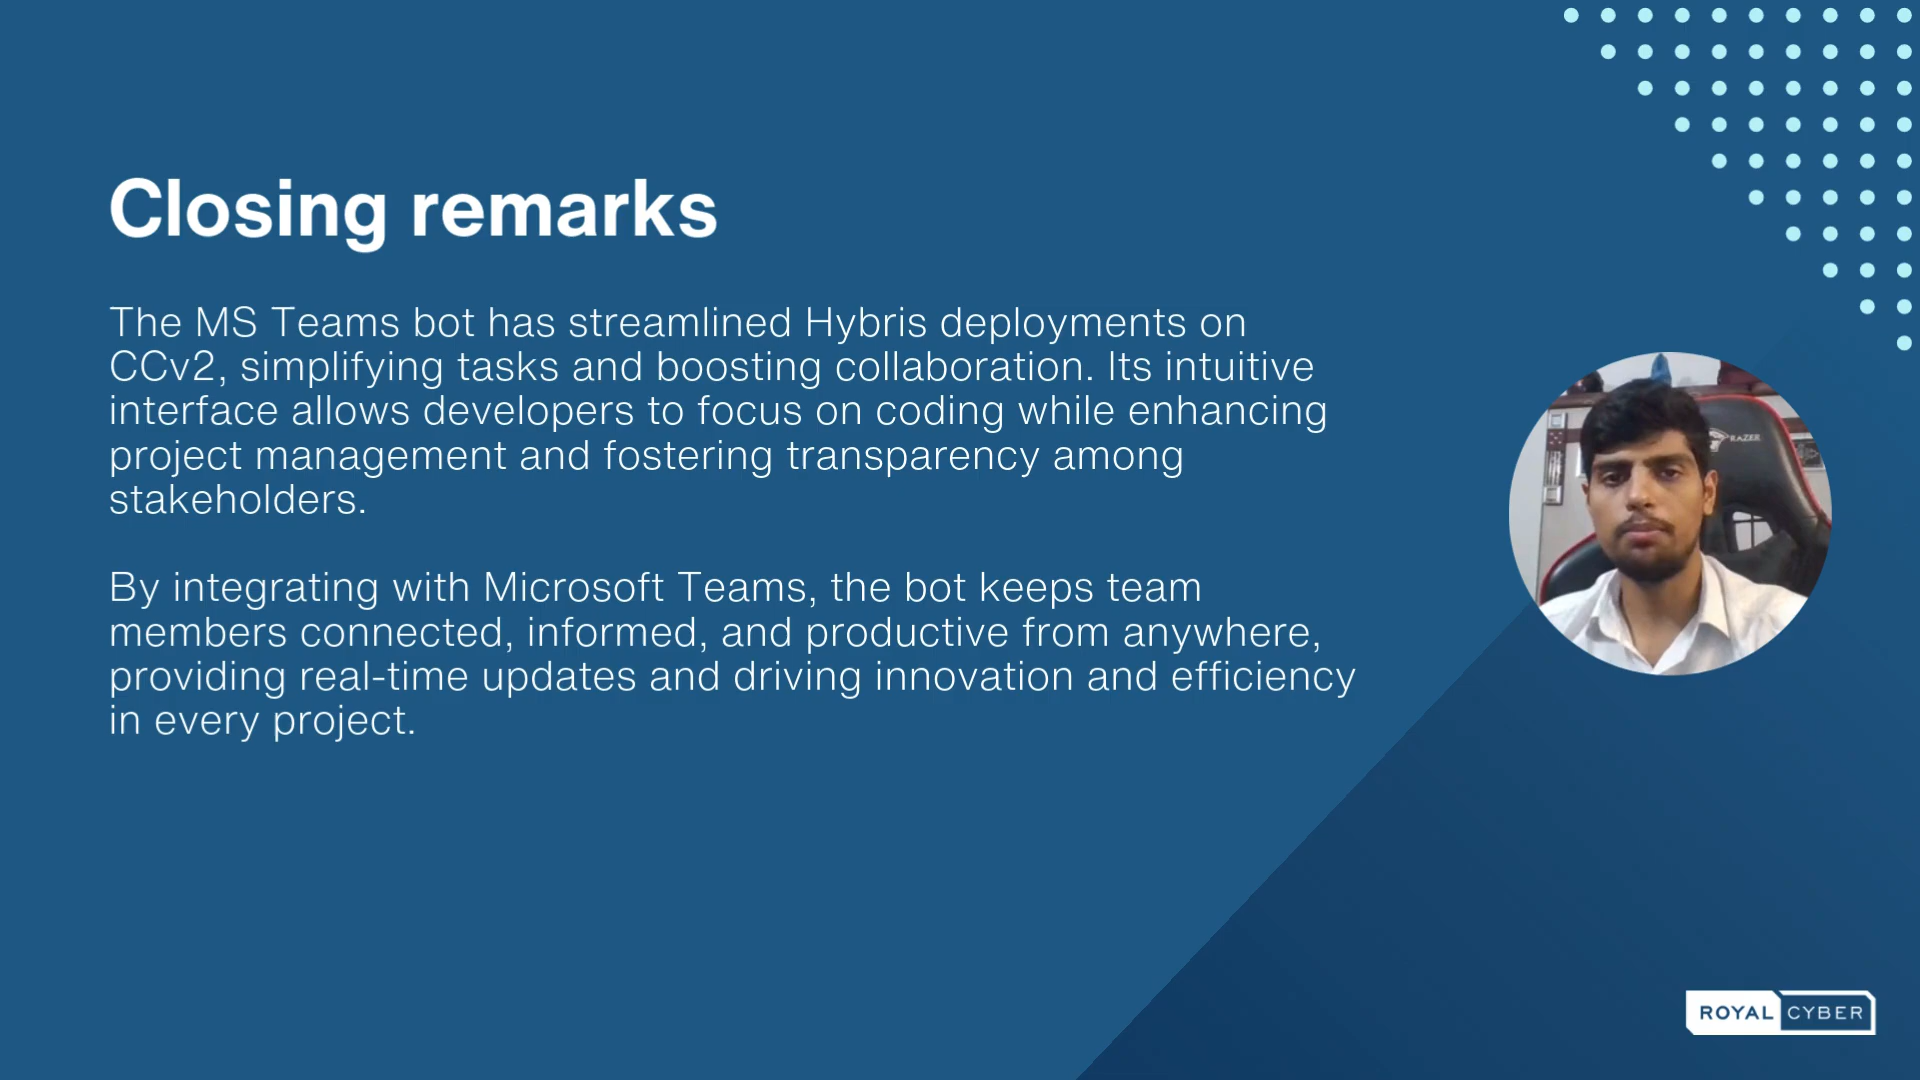 Closing remarks
The MS Teams bot has streamlined Hybris deployments on
CCv2, simplifying tasks and boosting collaboration. Its intuitive
interface allows developers to focus on coding while enhancing
project management and fostering transparency among
stakeholders.
By integrating with Microsoft Teams, the bot keeps team
members connected, informed, and productive from anywhere,
providing real-time updates and driving innovation and efficiency
in every project.
RAZER
ROYAL CYBER